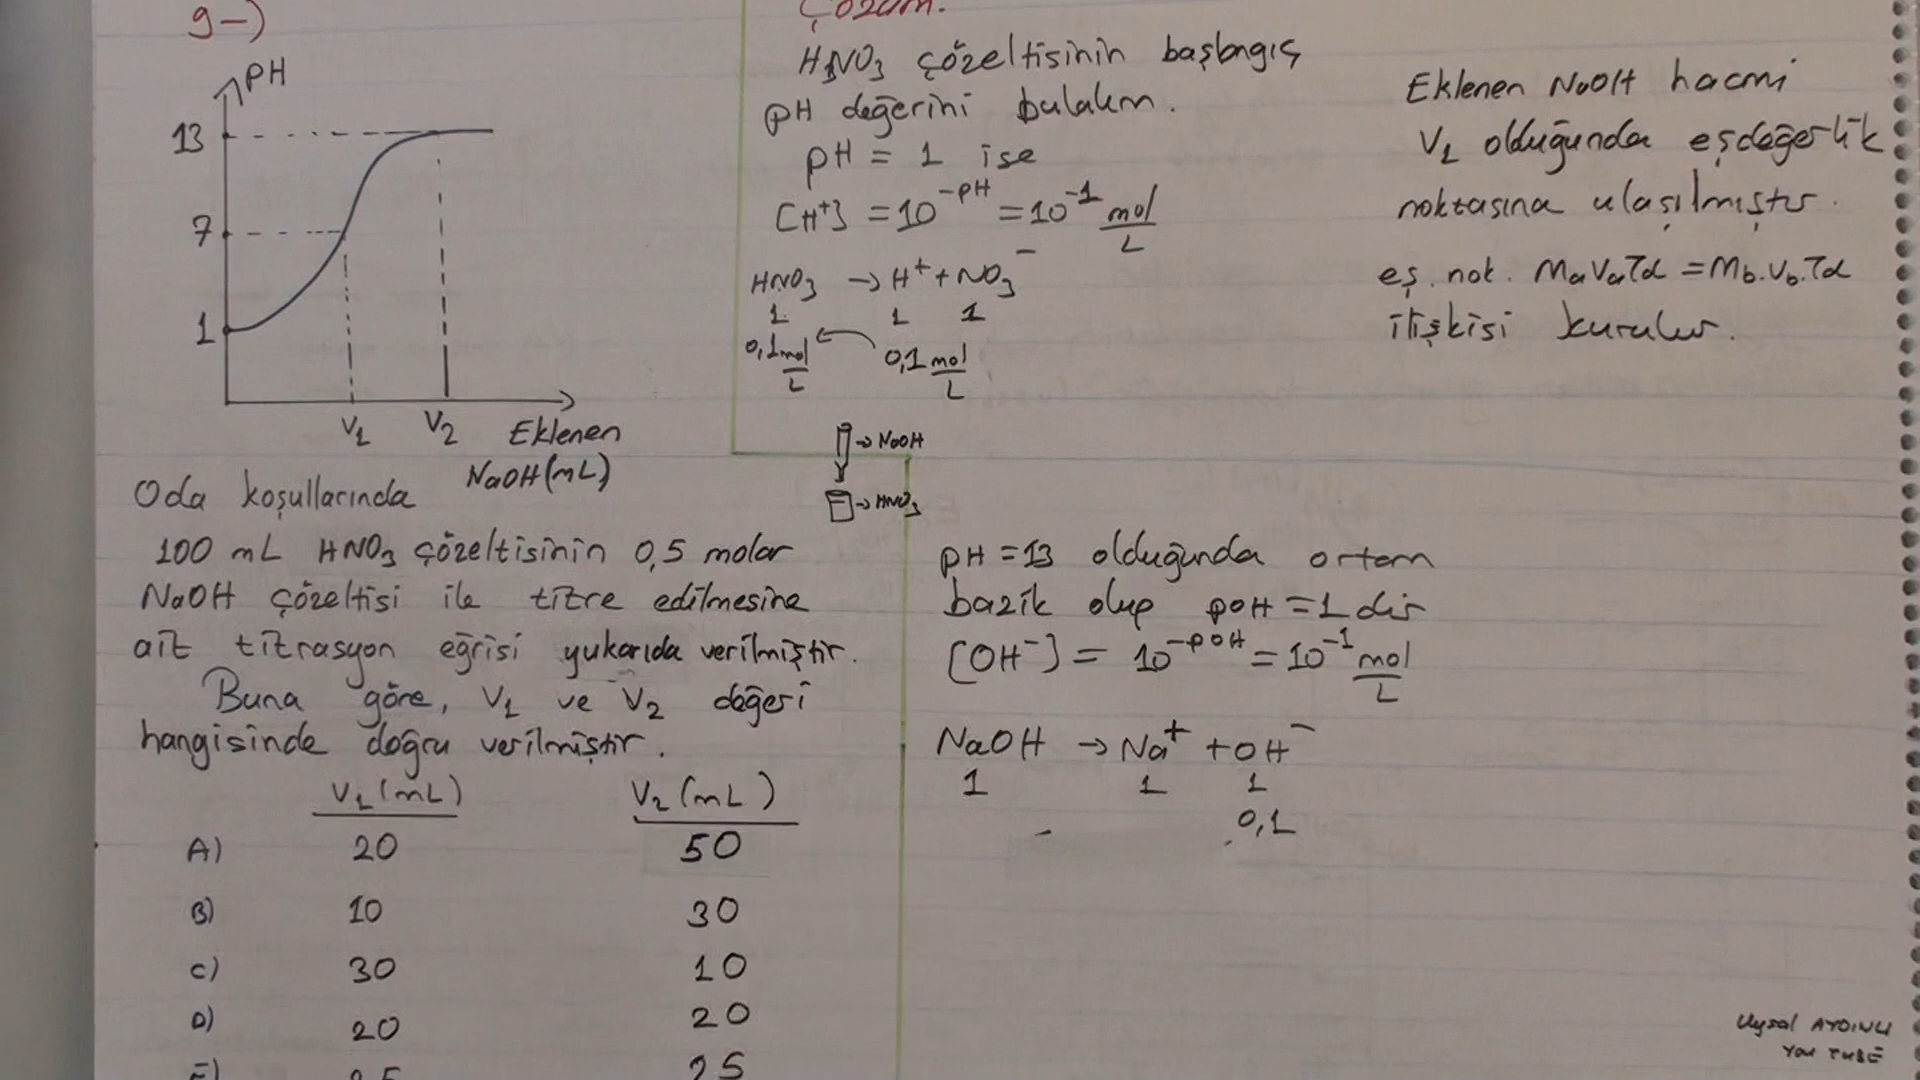 9-)
PH
13
7
1
V1 V2 Eklenen
NaOH(mL)
Oda koşullarında
100 mL HNO3 çözeltisinin 0,5 molar
NaOH çözeltisi ile titre edilmesine
ait titrasyon eğrisi yukarıda verilmiştir.
Buna göre, V1 ve V2 değeri
hangisinde doğru verilmiştir.
V1(mL) V2(mL)
A) 20 50
B) 10 30
C) 30 10
D) 20 20
E) 25 25
Çözüm.
HNO3 çözeltisinin başlangıç
PH değerini bulalım.
PH = 1 ise
[H+] = 10^-PH = 10^-1 mol/L
HNO3 → H+ + NO3-
1 1 1
0,1 mol/L 0,1 mol/L
→ NaOH
→ HNO3
PH = 13 olduğunda ortam
bazik olup POH = 1 dir
[OH-] = 10^-POH = 10^-1 mol/L
NaOH → Na+ + OH-
1 1 1
0,1
Eklenen NaOH hacmi
V1 olduğunda eşdeğerlik
noktasına ulaşılmıştır.
eş. nok. Ma Va Td = Mb.Vb.Td
ilişkisi kurulur.
Uysal AYDINLI
YOU TUBE